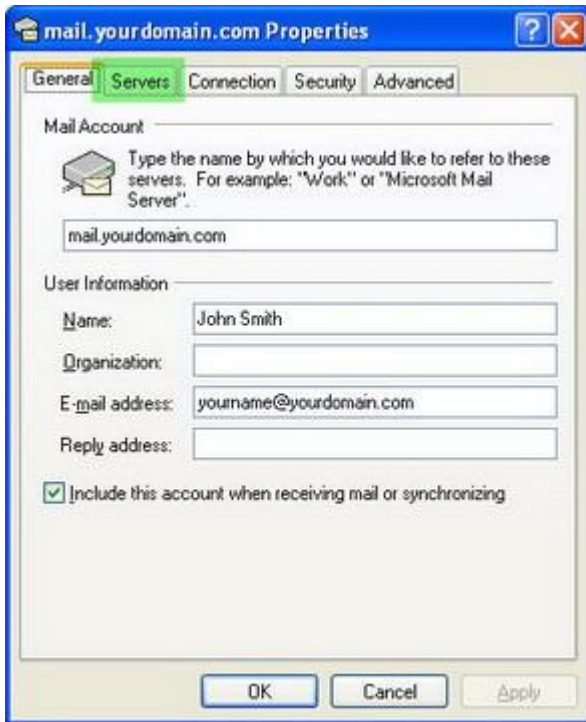 mail.yourdomain.com Properties
General Servers Connection Security Advanced
Mail Account
Type the name by which you would like to refer to these
servers. For example: "Work" or "Microsoft Mail
Server".
mail.yourdomain.com
User Information
Name: John Smith
Organization:
E-mail address: yourname@yourdomain.com
Reply address:
Include this account when receiving mail or synchronizing
OK Cancel Apply